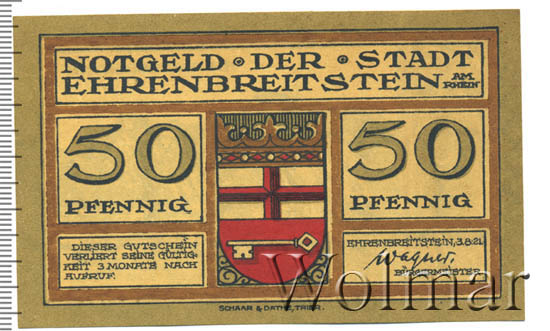 NOTGELD · DER · STADT
EHRENBREITSTEIN AM RHEIN
50
PFENNIG
50
PFENNIG
DIESER GUTSCHEIN
VERLIERT SEINE GÜLTIG-
KEIT 3 MONATE NACH
AUFRUF.
EHRENBREITSTEIN, 3.8.21.
Wagner.
BÜRGERMEISTER
SCHAAR & DATHE, TRIER.
Wolmar